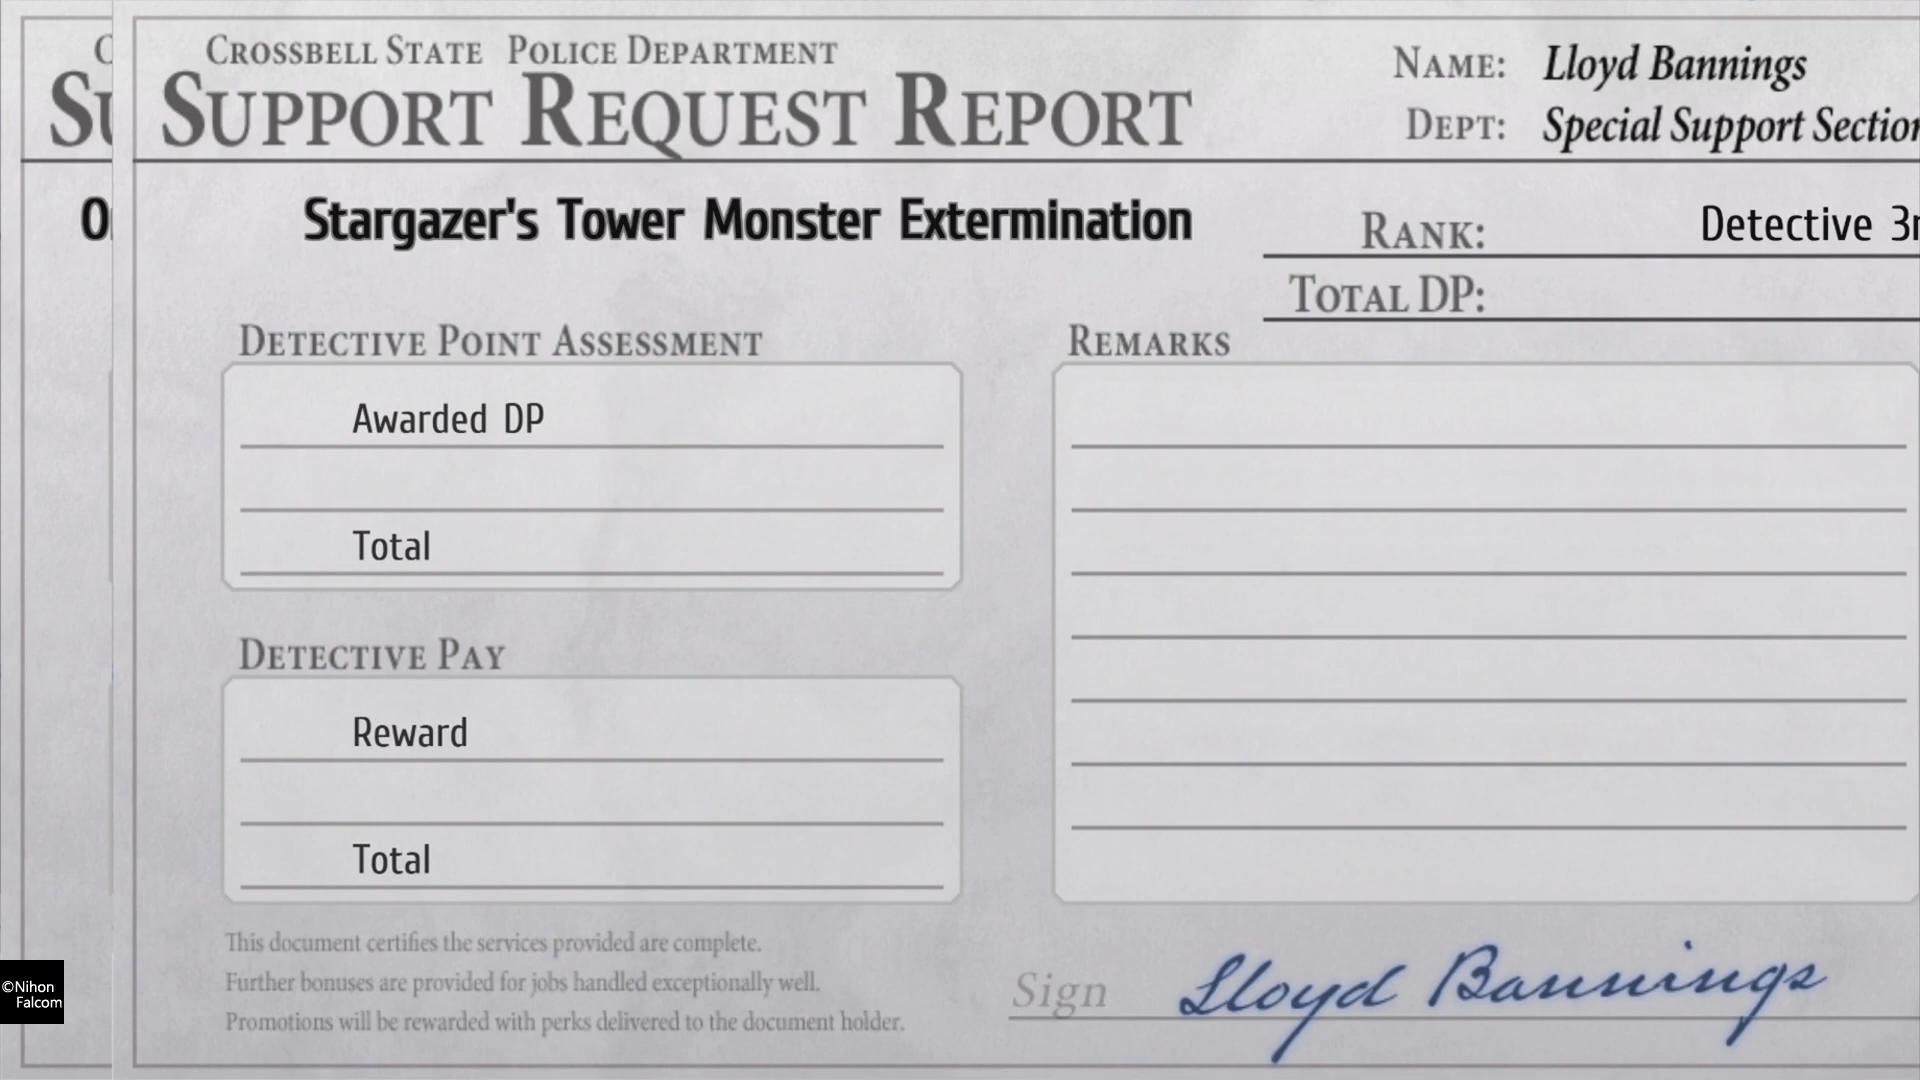 CROSSBELL STATE POLICE DEPARTMENT
SUPPORT REQUEST REPORT
NAME: Lloyd Bannings
DEPT: Special Support Section
Stargazer's Tower Monster Extermination
RANK: Detective 3r
TOTAL DP:
DETECTIVE POINT ASSESSMENT
Awarded DP
Total
DETECTIVE PAY
Reward
Total
REMARKS
This document certifies the services provided are complete.
Further bonuses are provided for jobs handled exceptionally well.
Promotions will be rewarded with perks delivered to the document holder.
Sign Lloyd Bannings
©Nihon
Falcom